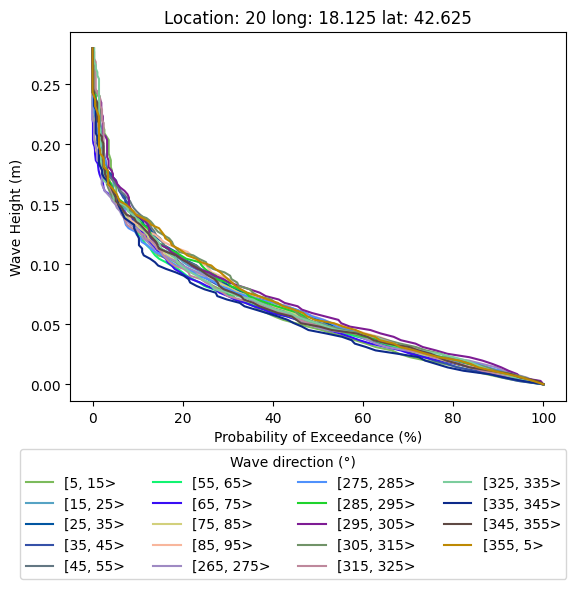 Location: 20 long: 18.125 lat: 42.625
0.25
0.20
0.15
0.10
0.05
0.00
Wave Height (m)
0 20 40 60 80 100
Probability of Exceedance (%)
Wave direction (°)
[5, 15> [55, 65> [275, 285> [325, 335>
[15, 25> [65, 75> [285, 295> [335, 345>
[25, 35> [75, 85> [295, 305> [345, 355>
[35, 45> [85, 95> [305, 315> [355, 5>
[45, 55> [265, 275> [315, 325>